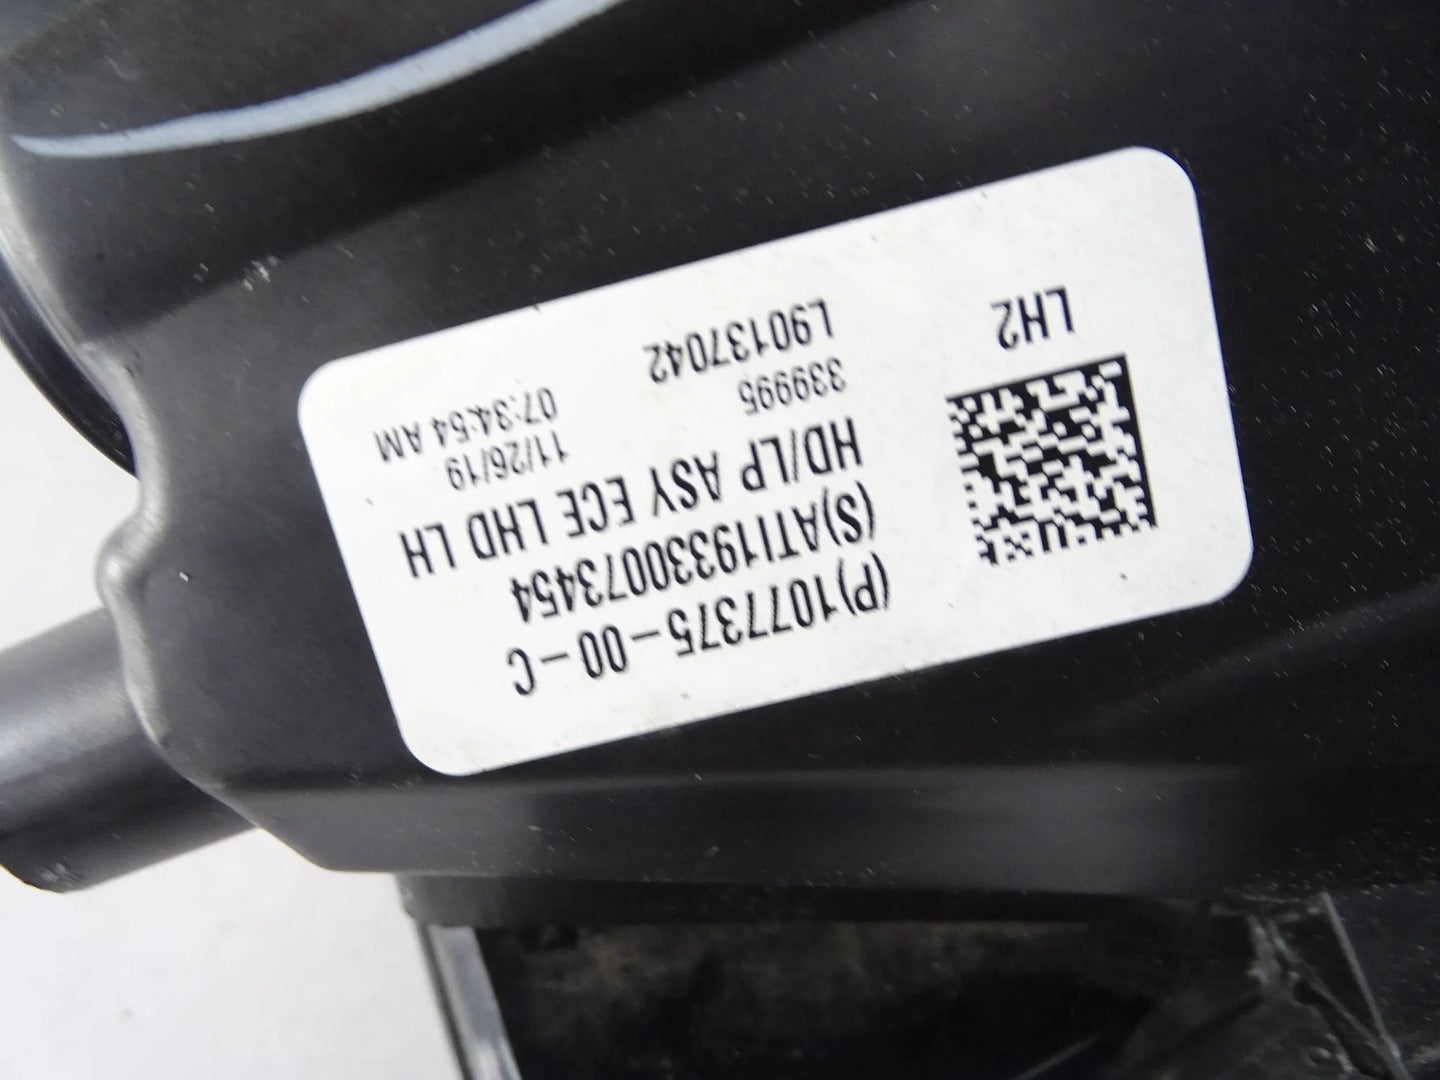 (P)1077375-00-C
(S)ATI19330073454
HD/LP ASY ECE LHD LH
339995 11/26/19
L90137042 07:34:54 AM
LH2